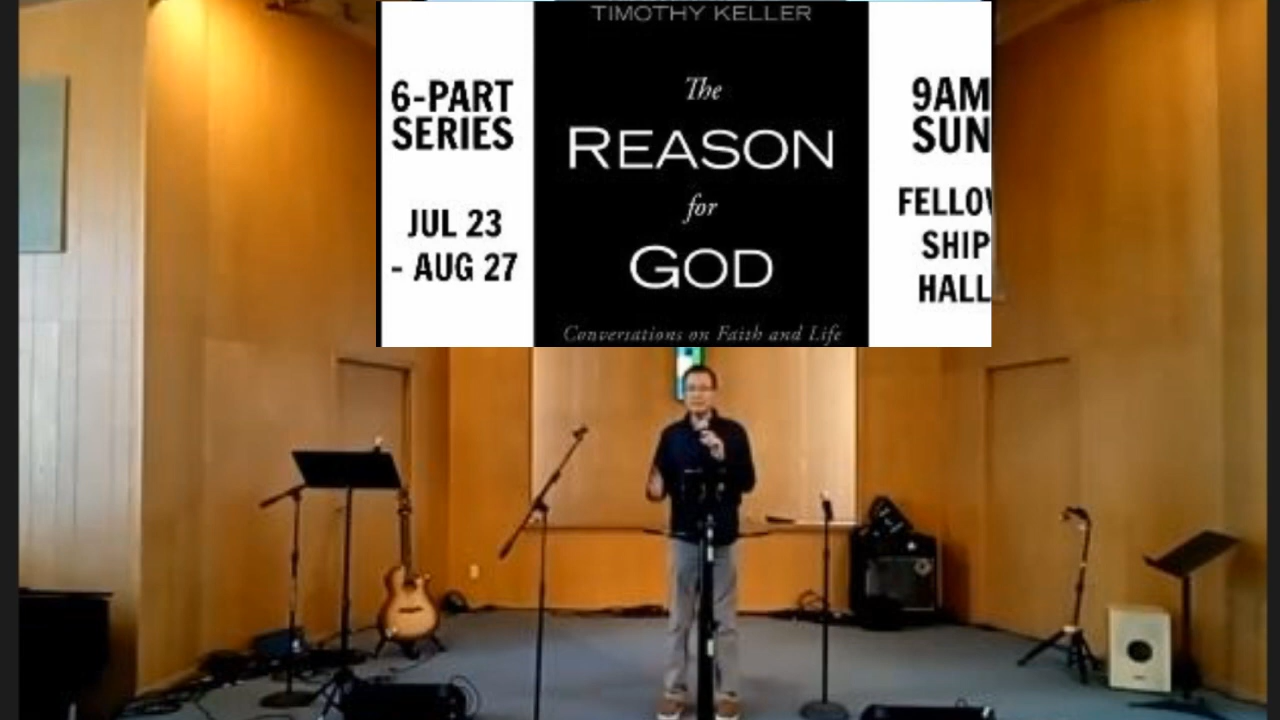 TIMOTHY KELLER
6-PART
SERIES
JUL 23
- AUG 27
The
REASON
for
GOD
Conversations on Faith and Life
9AM
SUN
FELLOW
SHIP
HALL